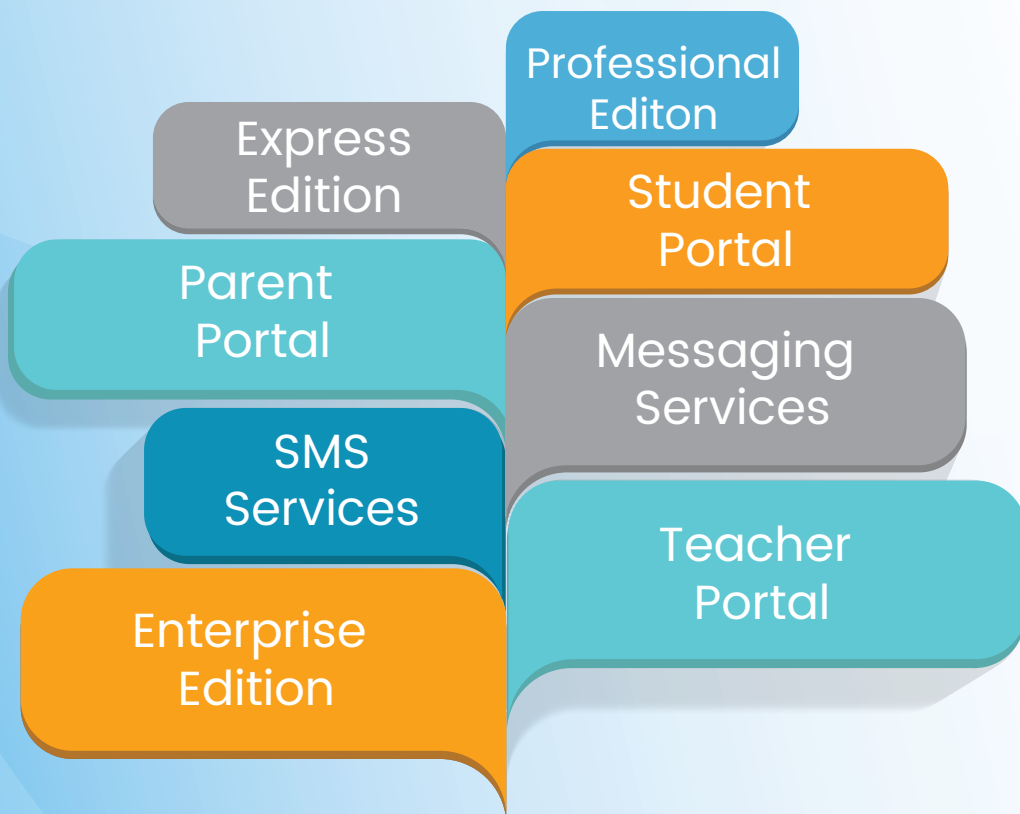 Professional
Editon
Express
Edition
Student
Portal
Parent
Portal
Messaging
Services
SMS
Services
Teacher
Portal
Enterprise
Edition